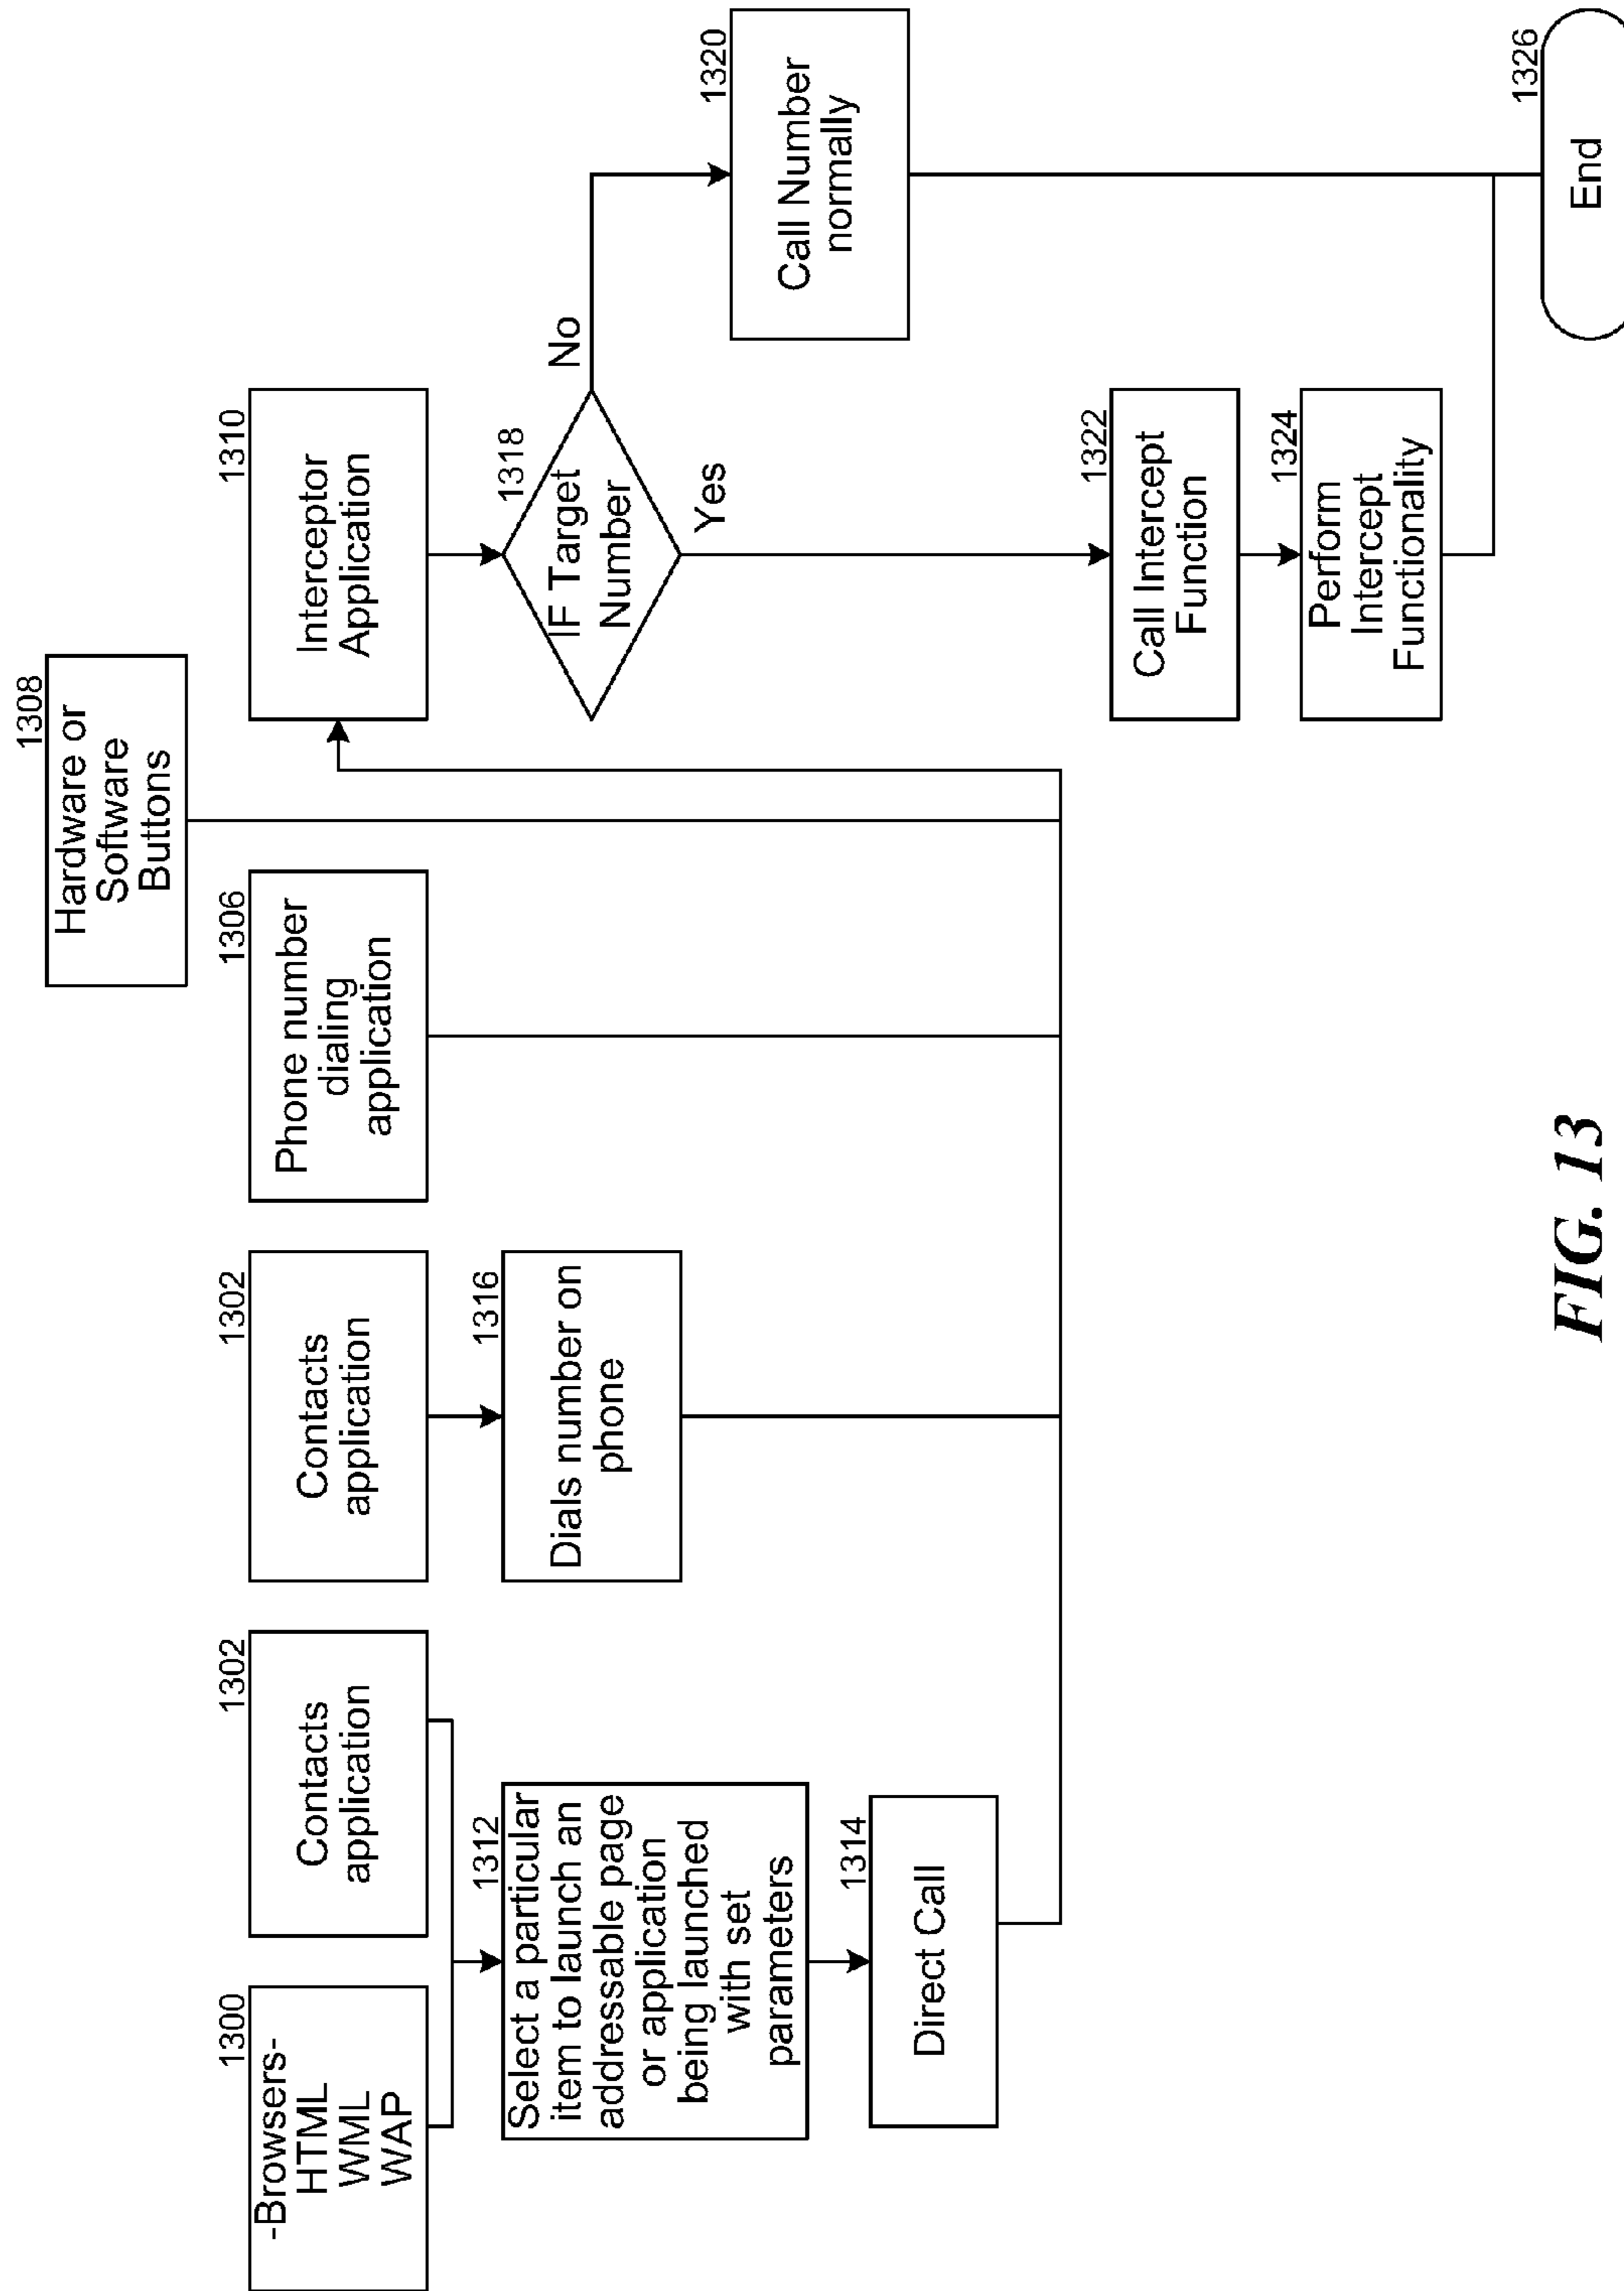 1308
Hardware or
Software
Buttons
1300
-Browsers-
HTML
WML
WAP
1302
Contacts
application
1302
Contacts
application
1306
Phone number
dialing
application
1310
Interceptor
Application
1312
Select a particular
item to launch an
addressable page
or application
being launched
with set
parameters
1316
Dials number on
phone
1318
IF Target
Number
No
Yes
1320
Call Number
normally
1314
Direct Call
1322
Call Intercept
Function
1324
Perform
Intercept
Functionality
1326
End
FIG. 13